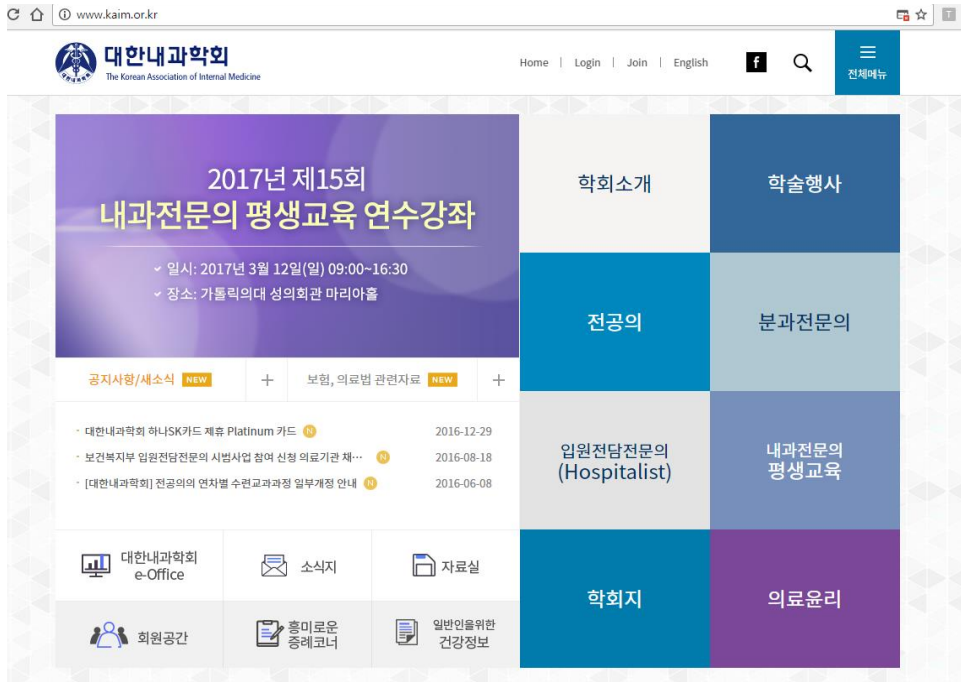 www.kaim.or.kr
T
대한내과학회
The Korean Association of Internal Medicine
Home | Login | Join | English
f
전체메뉴
2017년 제15회
내과전문의 평생교육 연수강좌
일시: 2017년 3월 12일(일) 09:00~16:30
장소: 가톨릭의대 성의회관 마리아홀
학회소개
학술행사
전공의
분과전문의
공지사항/새소식 NEW +
보험, 의료법 관련자료 NEW +
· 대한내과학회 하나SK카드 제휴 Platinum 카드 N 2016-12-29
· 보건복지부 입원전담전문의 시범사업 참여 신청 의료기관 채… N 2016-08-18
· [대한내과학회] 전공의의 연차별 수련교과과정 일부개정 안내 N 2016-06-08
입원전담전문의
(Hospitalist)
내과전문의
평생교육
대한내과학회
e-Office
소식지
자료실
회원공간
흥미로운
증례코너
일반인을위한
건강정보
학회지
의료윤리